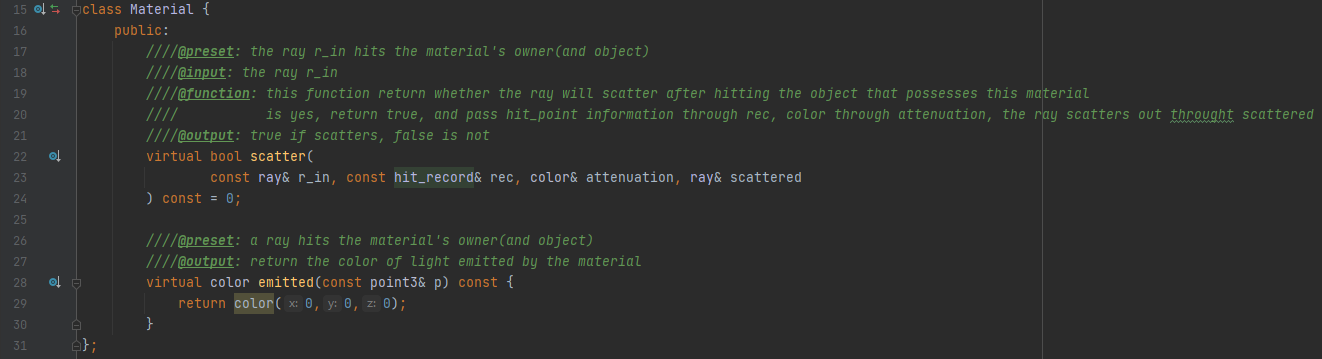 15 class Material {
16 public:
17 ////@preset: the ray r_in hits the material's owner(and object)
18 ////@input: the ray r_in
19 ////@function: this function return whether the ray will scatter after hitting the object that possesses this material
20 //// is yes, return true, and pass hit_point information through rec, color through attenuation, the ray scatters out throught scattered
21 ////@output: true if scatters, false is not
22 virtual bool scatter(
23 const ray& r_in, const hit_record& rec, color& attenuation, ray& scattered
24 ) const = 0;
25
26 ////@preset: a ray hits the material's owner(and object)
27 ////@output: return the color of light emitted by the material
28 virtual color emitted(const point3& p) const {
29 return color( x: 0, y: 0, z: 0);
30 }
31 };